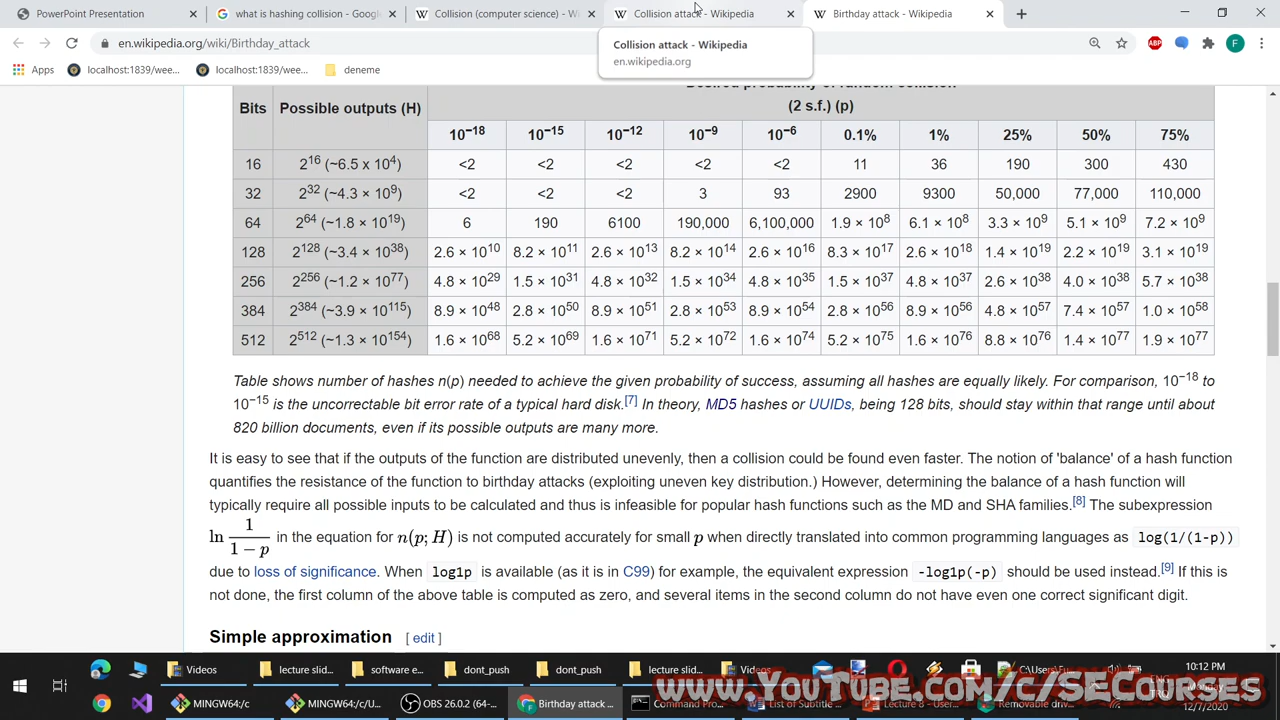 PowerPoint Presentation
what is hashing collision - Google
Collision (computer science) - Wi
Collision attack - Wikipedia
Birthday attack - Wikipedia
en.wikipedia.org/wiki/Birthday_attack
Collision attack - Wikipedia
en.wikipedia.org
ABP
F
Apps
localhost:1839/wee...
localhost:1839/wee...
deneme
Bits
Possible outputs (H)
(2 s.f.) (p)
10⁻¹⁸ 10⁻¹⁵ 10⁻¹² 10⁻⁹ 10⁻⁶ 0.1% 1% 25% 50% 75%
16 2¹⁶ (~6.5 x 10⁴) <2 <2 <2 <2 <2 11 36 190 300 430
32 2³² (~4.3 × 10⁹) <2 <2 <2 3 93 2900 9300 50,000 77,000 110,000
64 2⁶⁴ (~1.8 × 10¹⁹) 6 190 6100 190,000 6,100,000 1.9 × 10⁸ 6.1 × 10⁸ 3.3 × 10⁹ 5.1 × 10⁹ 7.2 × 10⁹
128 2¹²⁸ (~3.4 × 10³⁸) 2.6 × 10¹⁰ 8.2 × 10¹¹ 2.6 × 10¹³ 8.2 × 10¹⁴ 2.6 × 10¹⁶ 8.3 × 10¹⁷ 2.6 × 10¹⁸ 1.4 × 10¹⁹ 2.2 × 10¹⁹ 3.1 × 10¹⁹
256 2²⁵⁶ (~1.2 × 10⁷⁷) 4.8 × 10²⁹ 1.5 × 10³¹ 4.8 × 10³² 1.5 × 10³⁴ 4.8 × 10³⁵ 1.5 × 10³⁷ 4.8 × 10³⁷ 2.6 × 10³⁸ 4.0 × 10³⁸ 5.7 × 10³⁸
384 2³⁸⁴ (~3.9 × 10¹¹⁵) 8.9 × 10⁴⁸ 2.8 × 10⁵⁰ 8.9 × 10⁵¹ 2.8 × 10⁵³ 8.9 × 10⁵⁴ 2.8 × 10⁵⁶ 8.9 × 10⁵⁶ 4.8 × 10⁵⁷ 7.4 × 10⁵⁷ 1.0 × 10⁵⁸
512 2⁵¹² (~1.3 × 10¹⁵⁴) 1.6 × 10⁶⁸ 5.2 × 10⁶⁹ 1.6 × 10⁷¹ 5.2 × 10⁷² 1.6 × 10⁷⁴ 5.2 × 10⁷⁵ 1.6 × 10⁷⁶ 8.8 × 10⁷⁶ 1.4 × 10⁷⁷ 1.9 × 10⁷⁷
Table shows number of hashes n(p) needed to achieve the given probability of success, assuming all hashes are equally likely. For comparison, 10⁻¹⁸ to
10⁻¹⁵ is the uncorrectable bit error rate of a typical hard disk.[7] In theory, MD5 hashes or UUIDs, being 128 bits, should stay within that range until about
820 billion documents, even if its possible outputs are many more.
It is easy to see that if the outputs of the function are distributed unevenly, then a collision could be found even faster. The notion of 'balance' of a hash function
quantifies the resistance of the function to birthday attacks (exploiting uneven key distribution.) However, determining the balance of a hash function will
typically require all possible inputs to be calculated and thus is infeasible for popular hash functions such as the MD and SHA families.[8] The subexpression
ln 1/(1 − p) in the equation for n(p; H) is not computed accurately for small p when directly translated into common programming languages as log(1/(1-p))
due to loss of significance. When log1p is available (as it is in C99) for example, the equivalent expression -log1p(-p) should be used instead.[9] If this is
not done, the first column of the above table is computed as zero, and several items in the second column do not have even one correct significant digit.
Simple approximation [ edit ]
Videos
lecture slid...
software e...
dont_push
dont_push
lecture slid...
Videos
C:\Users\Fu
ENG
10:12 PM
Monday
12/7/2020
MINGW64:/c
MINGW64:/c/U...
OBS 26.0.2 (64-...
Birthday attack ...
Command Pro...
List of Subtitle
Lecture 8 - User...
Removable driv...
www.YouTube.com/c/SECourses